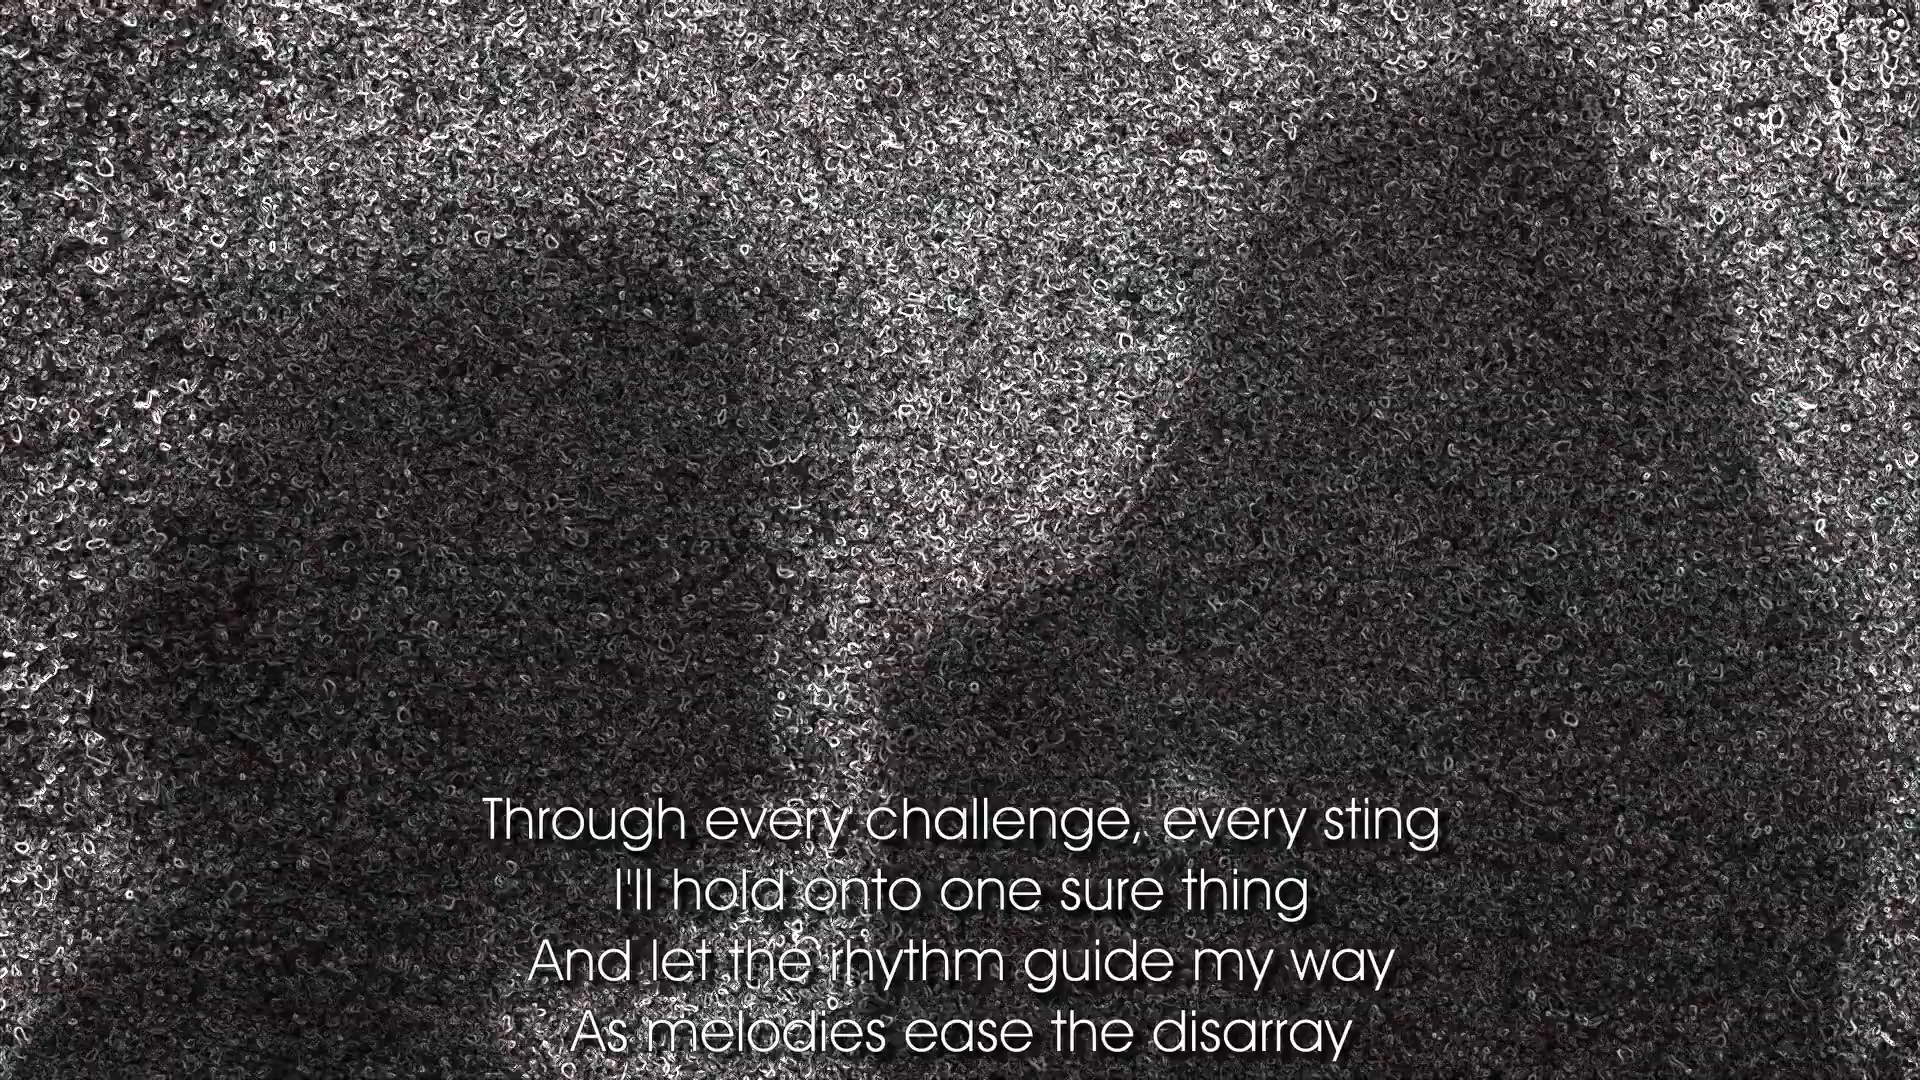 Through every challenge, every sting
I'll hold onto one sure thing
And let the rhythm guide my way
As melodies ease the disarray